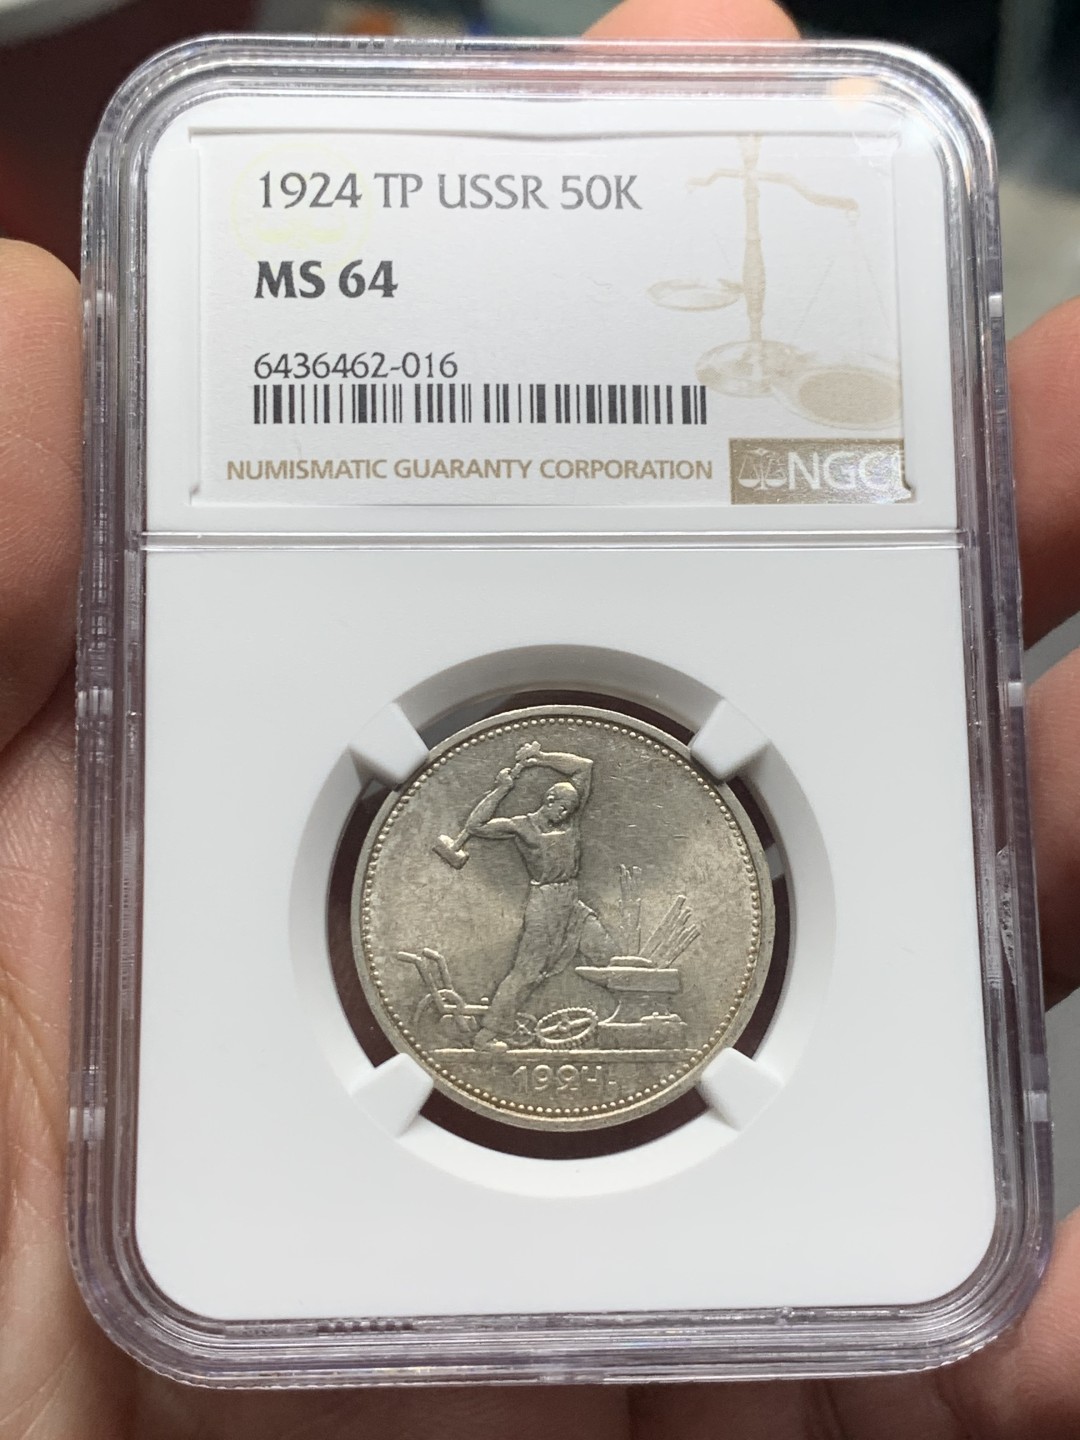 1924 TP USSR 50K
MS 64
6436462-016
NUMISMATIC GUARANTY CORPORATION
NGC
1924